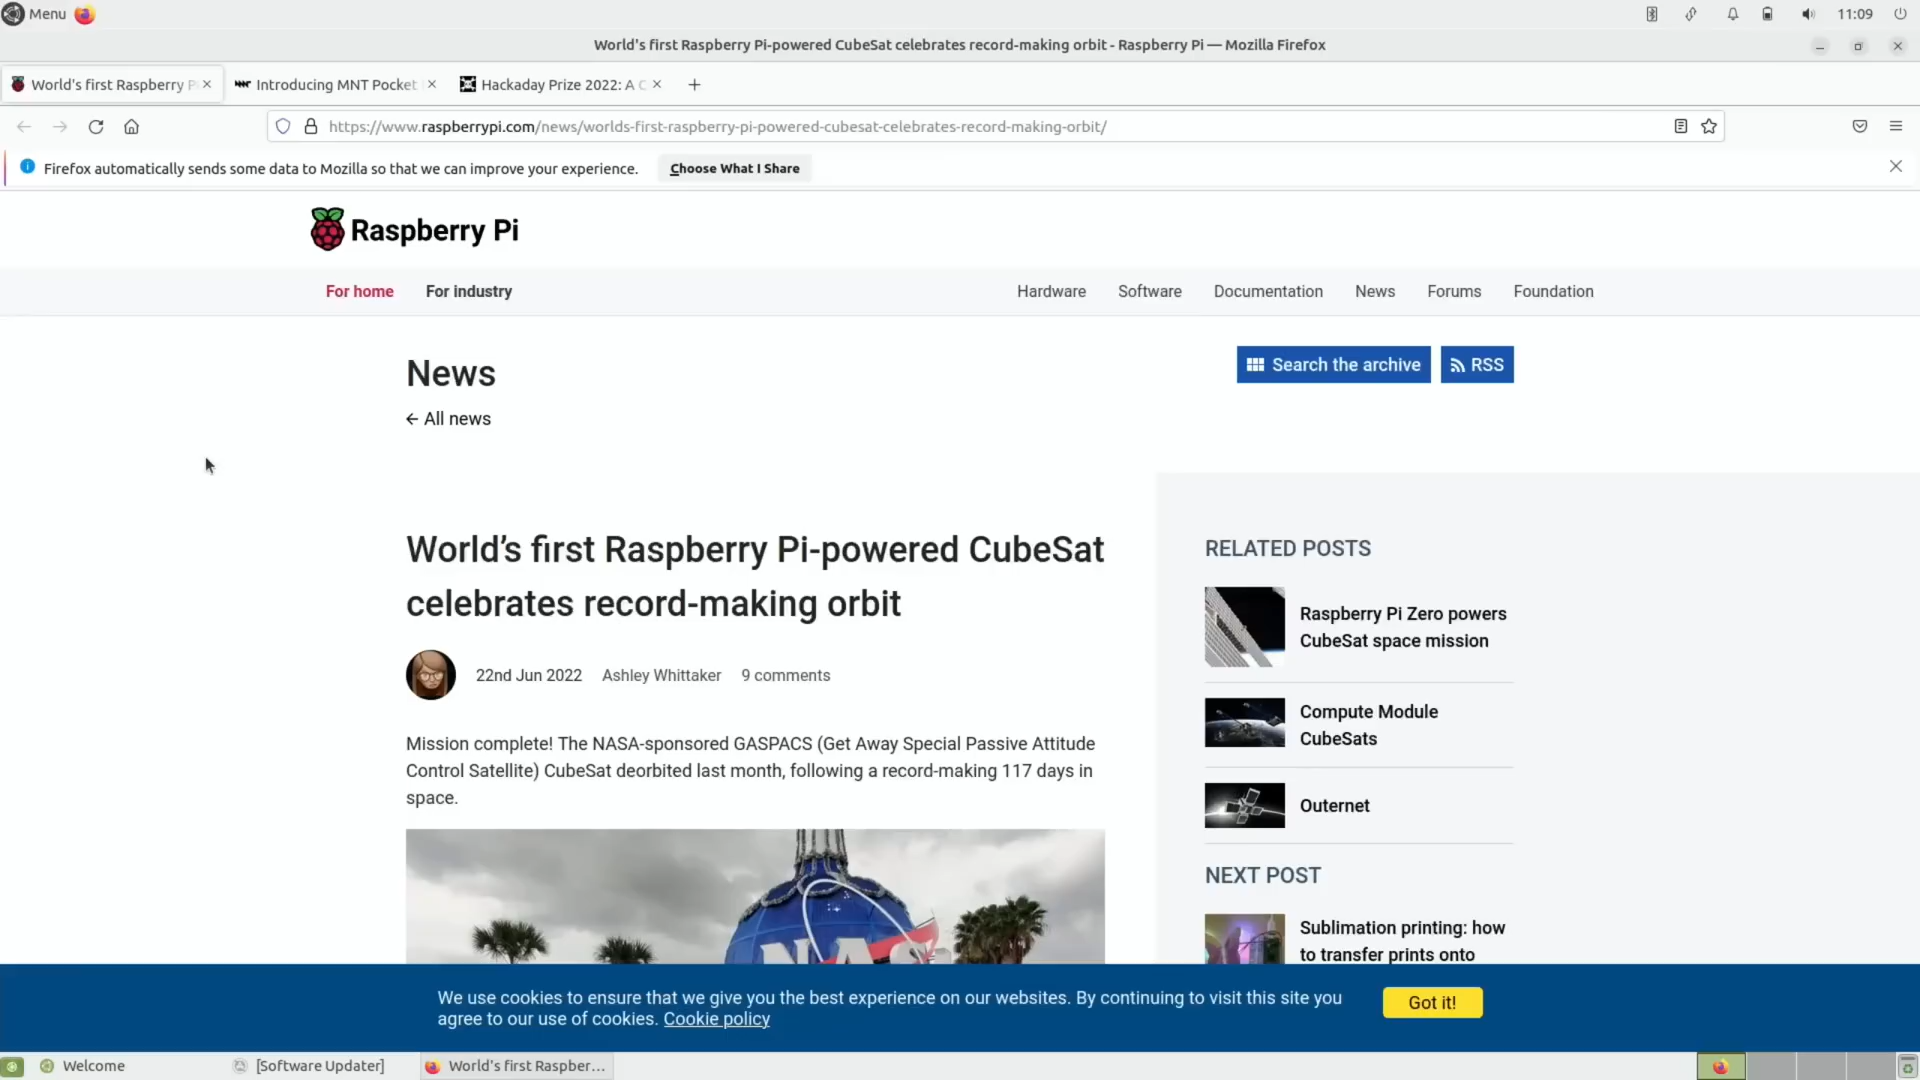 Menu
11:09
World's first Raspberry Pi-powered CubeSat celebrates record-making orbit - Raspberry Pi — Mozilla Firefox
World's first Raspberry P
Introducing MNT Pocket
Hackaday Prize 2022: A C
https://www.raspberrypi.com/news/worlds-first-raspberry-pi-powered-cubesat-celebrates-record-making-orbit/
Firefox automatically sends some data to Mozilla so that we can improve your experience.
Choose What I Share
Raspberry Pi
For home
For industry
Hardware
Software
Documentation
News
Forums
Foundation
News
Search the archive
RSS
← All news
World’s first Raspberry Pi-powered CubeSat
celebrates record-making orbit
22nd Jun 2022
Ashley Whittaker
9 comments
Mission complete! The NASA-sponsored GASPACS (Get Away Special Passive Attitude
Control Satellite) CubeSat deorbited last month, following a record-making 117 days in
space.
NASA
RELATED POSTS
Raspberry Pi Zero powers
CubeSat space mission
Compute Module
CubeSats
Outernet
NEXT POST
Sublimation printing: how
to transfer prints onto
We use cookies to ensure that we give you the best experience on our websites. By continuing to visit this site you
agree to our use of cookies. Cookie policy
Got it!
Welcome
[Software Updater]
World's first Raspber...